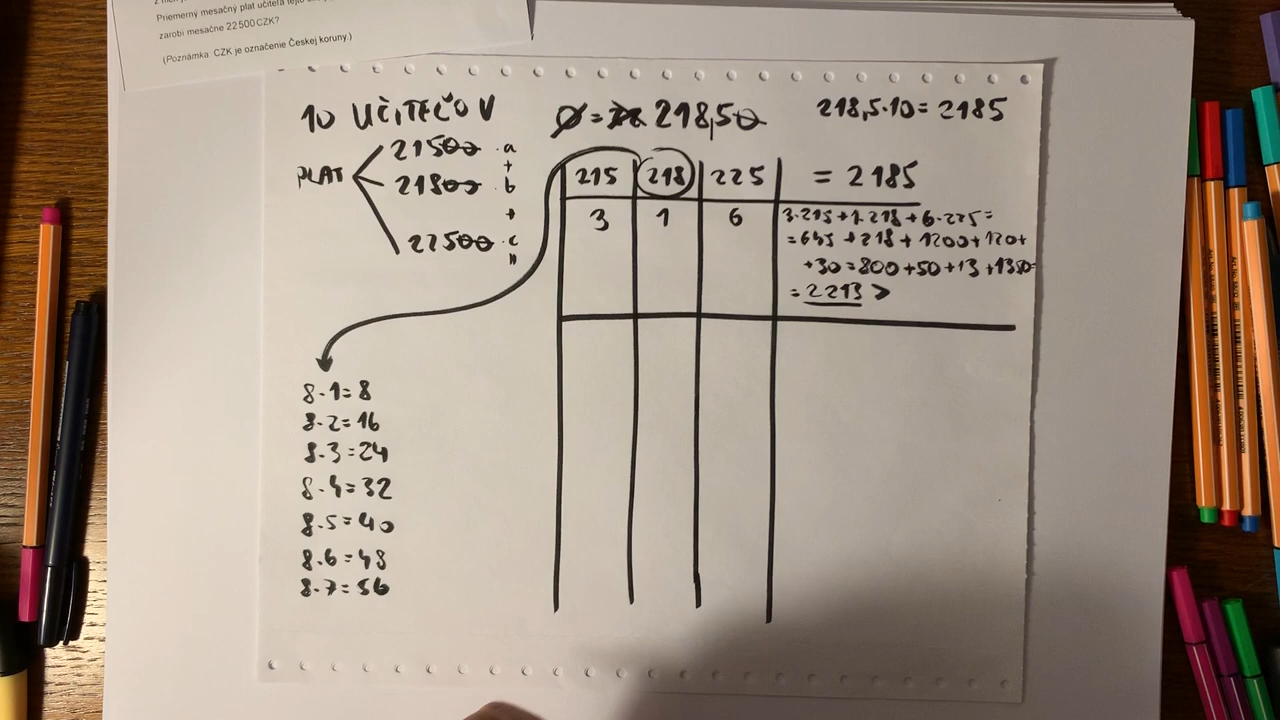 Priemerný mesačný plat učiteľa tejto
zarobí mesačne 22 500 CZK?
(Poznámka: CZK je označenie Českej koruny.)
10 UČITEĽOV
PLAT
21500 · a
+
21800 · b
+
22500 · c
"
Ø = 218,50
218,5 · 10 = 2185
215 218 225 = 2185
3 1 6
3·215+1·218+6·225=
=645+218+1200+120+
+30=800+50+13+1350=
= 2213 >
8·1=8
8·2=16
8·3=24
8·4=32
8·5=40
8·6=48
8·7=56